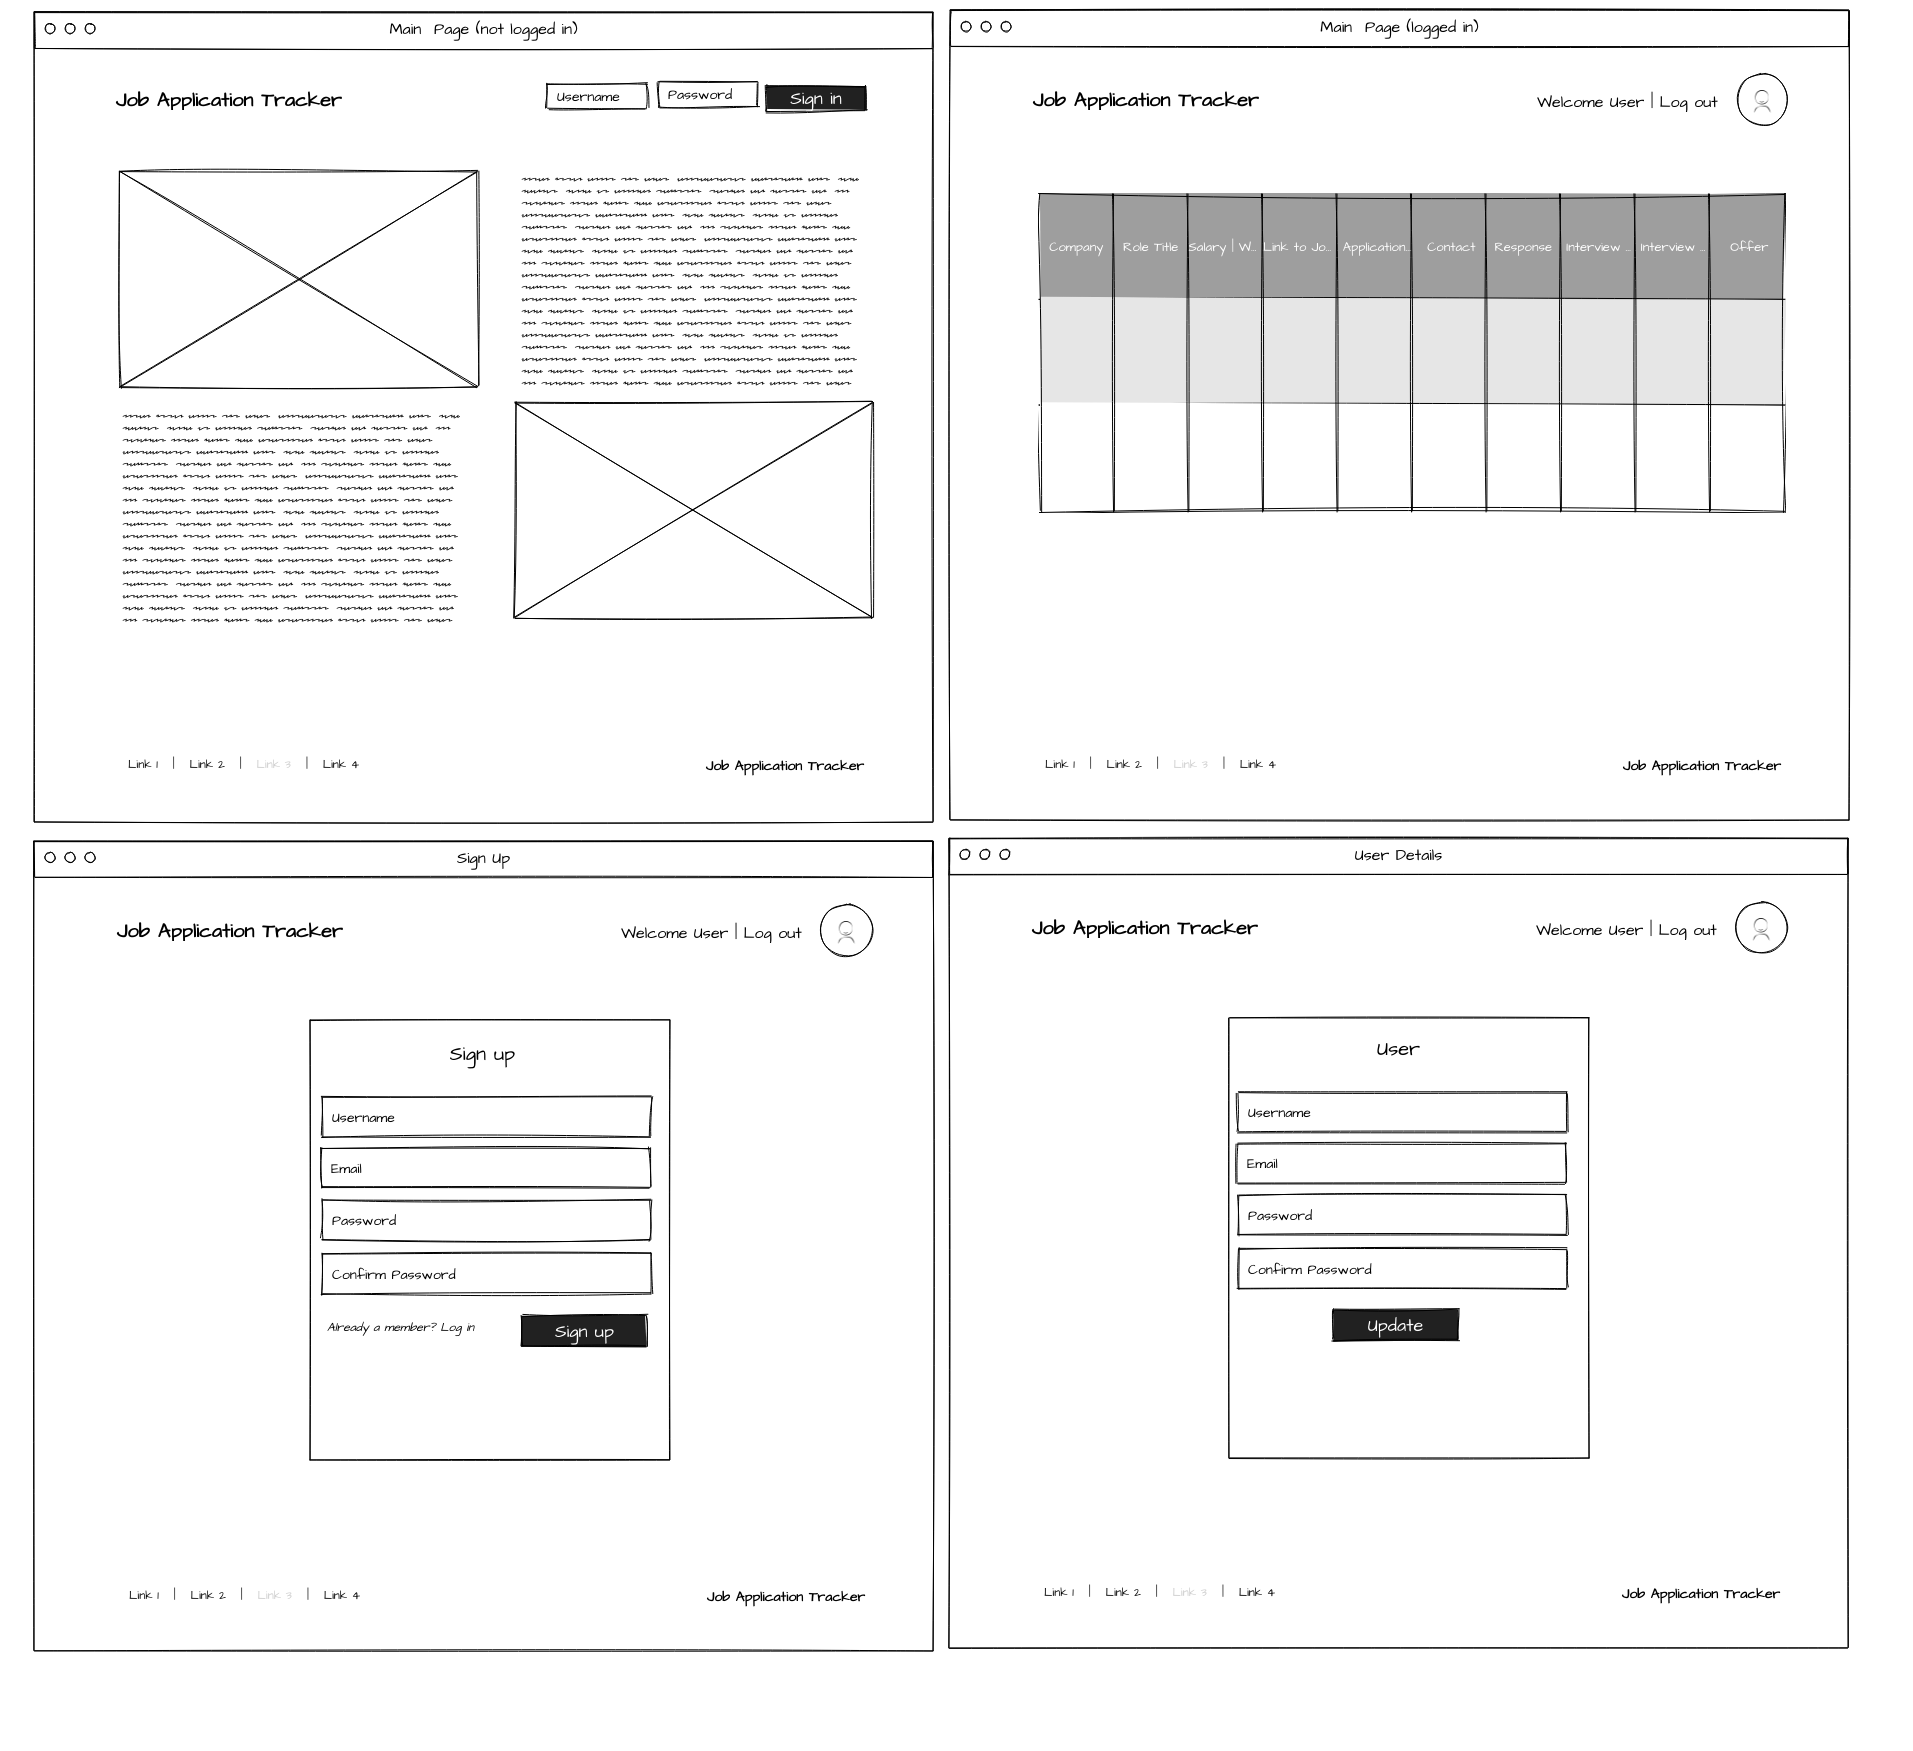 Main Page (not logged in)
Job Application Tracker
Username
Password
Sign in
Link 1 | Link 2 | Link 3 | Link 4
Job Application Tracker
Main Page (logged in)
Job Application Tracker
Welcome User | Log out
Company
Role Title
Salary | W...
Link to Jo...
Application...
Contact
Response
Interview ...
Interview ...
Offer
Link 1 | Link 2 | Link 3 | Link 4
Job Application Tracker
Sign Up
Job Application Tracker
Welcome User | Log out
Sign up
Username
Email
Password
Confirm Password
Already a member? Log in
Sign up
Link 1 | Link 2 | Link 3 | Link 4
Job Application Tracker
User Details
Job Application Tracker
Welcome User | Log out
User
Username
Email
Password
Confirm Password
Update
Link 1 | Link 2 | Link 3 | Link 4
Job Application Tracker